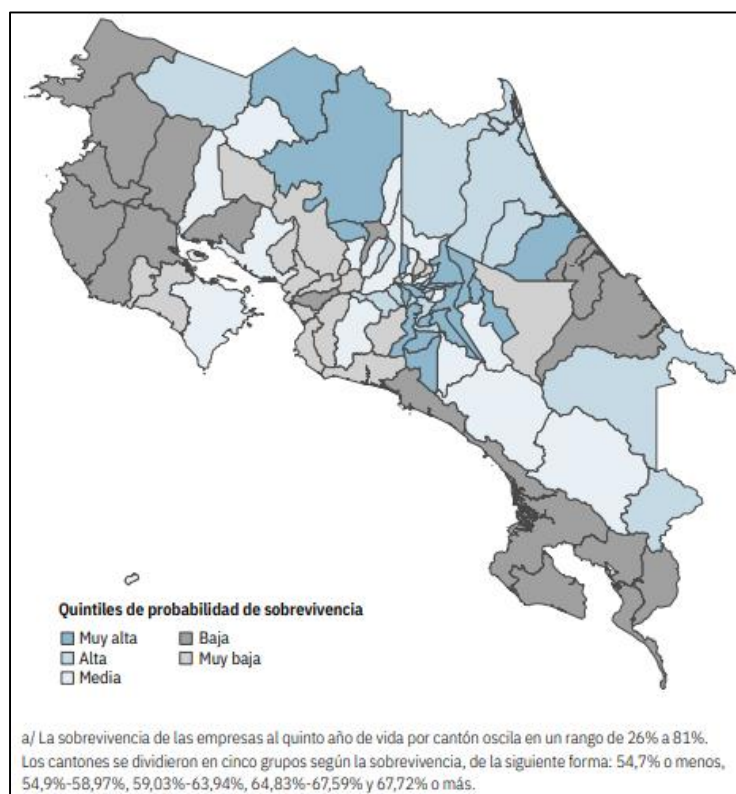 Quintiles de probabilidad de sobrevivencia
Muy alta
Baja
Alta
Muy baja
Media
a/ La sobrevivencia de las empresas al quinto año de vida por cantón oscila en un rango de 26% a 81%.
Los cantones se dividieron en cinco grupos según la sobrevivencia, de la siguiente forma: 54,7% o menos,
54,9%-58,97%, 59,03%-63,94%, 64,83%-67,59% y 67,72% o más.